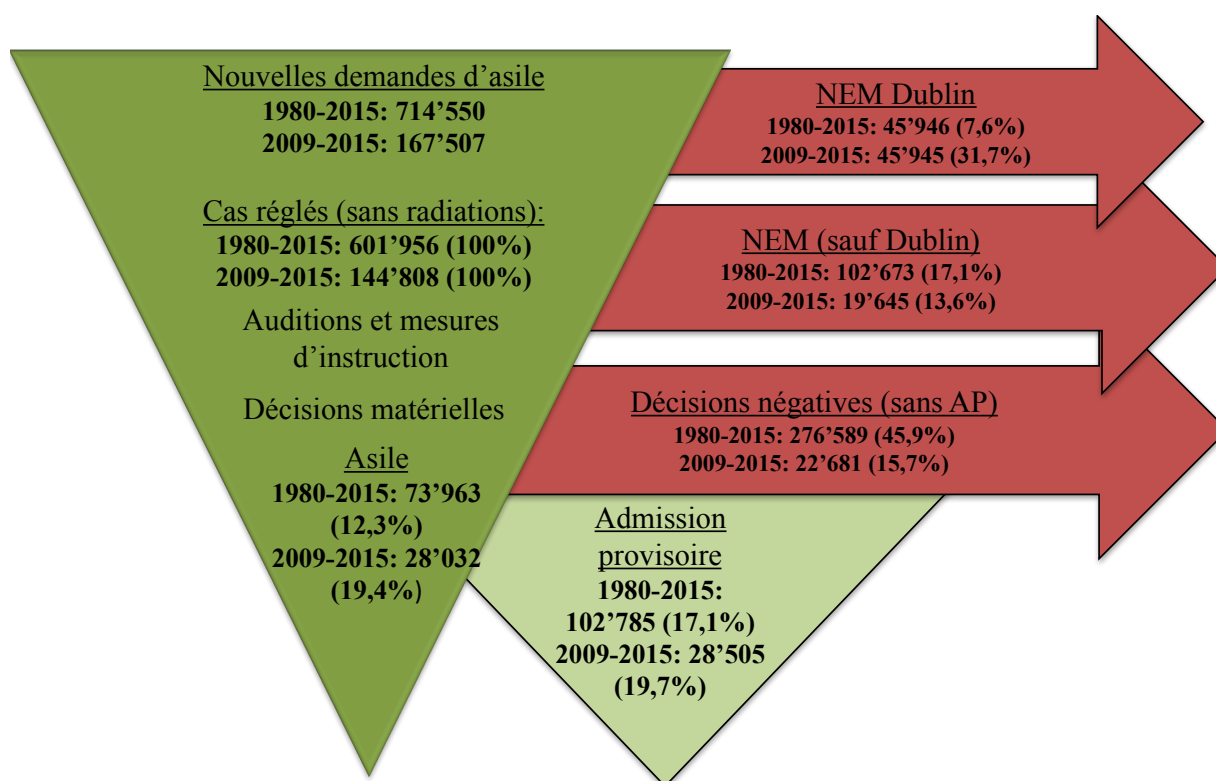 Nouvelles demandes d’asile
1980-2015: 714’550
2009-2015: 167’507
Cas réglés (sans radiations):
1980-2015: 601’956 (100%)
2009-2015: 144’808 (100%)
Auditions et mesures
d’instruction
Décisions matérielles
Asile
1980-2015: 73’963
(12,3%)
2009-2015: 28’032
(19,4%)
NEM Dublin
1980-2015: 45’946 (7,6%)
2009-2015: 45’945 (31,7%)
NEM (sauf Dublin)
1980-2015: 102’673 (17,1%)
2009-2015: 19’645 (13,6%)
Décisions négatives (sans AP)
1980-2015: 276’589 (45,9%)
2009-2015: 22’681 (15,7%)
Admission
provisoire
1980-2015:
102’785 (17,1%)
2009-2015: 28’505
(19,7%)